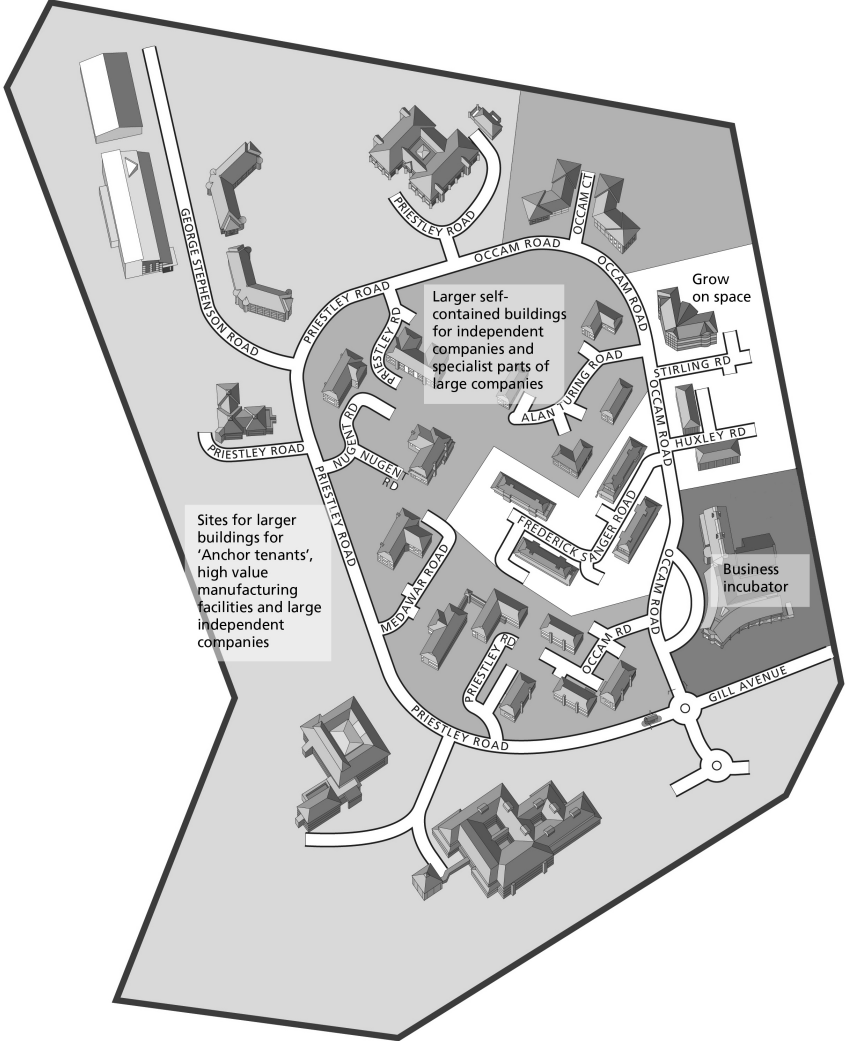 PRIESTLEY ROAD
OCCAM CT
OCCAM ROAD
GEORGE STEPHENSON ROAD
OCCAM ROAD
Grow
on space
PRIESTLEY ROAD
Larger self-
contained buildings
for independent
companies and
specialist parts of
large companies
PRIESTLEY RD
STIRLING RD
ALAN TURING ROAD
OCCAM ROAD
HUXLEY RD
NUGENT RD
NUGENT
RD
PRIESTLEY ROAD
PRIESTLEY ROAD
FREDERICK SANGER ROAD
Sites for larger
buildings for
‘Anchor tenants’,
high value
manufacturing
facilities and large
independent
companies
MEDAWAR ROAD
OCCAM ROAD
Business
incubator
OCCAM RD
PRIESTLEY RD
GILL AVENUE
PRIESTLEY ROAD